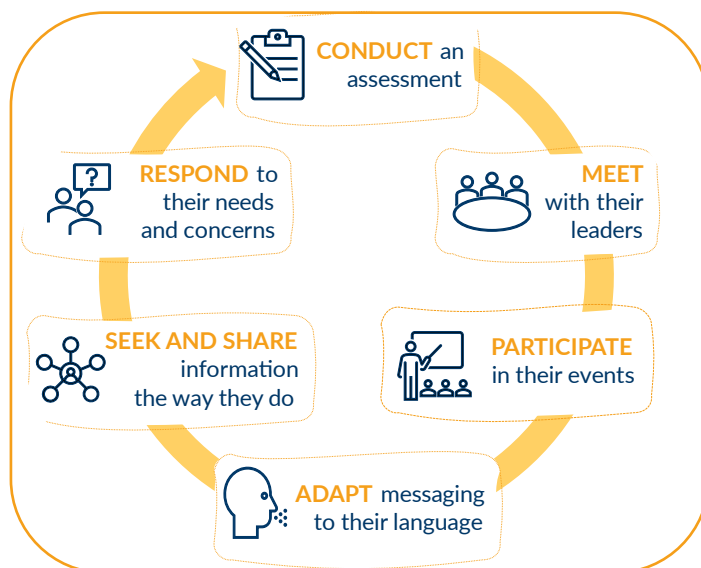 CONDUCT an
assessment
MEET
with their
leaders
PARTICIPATE
in their events
ADAPT messaging
to their language
SEEK AND SHARE
information
the way they do
RESPOND to
their needs
and concerns
?